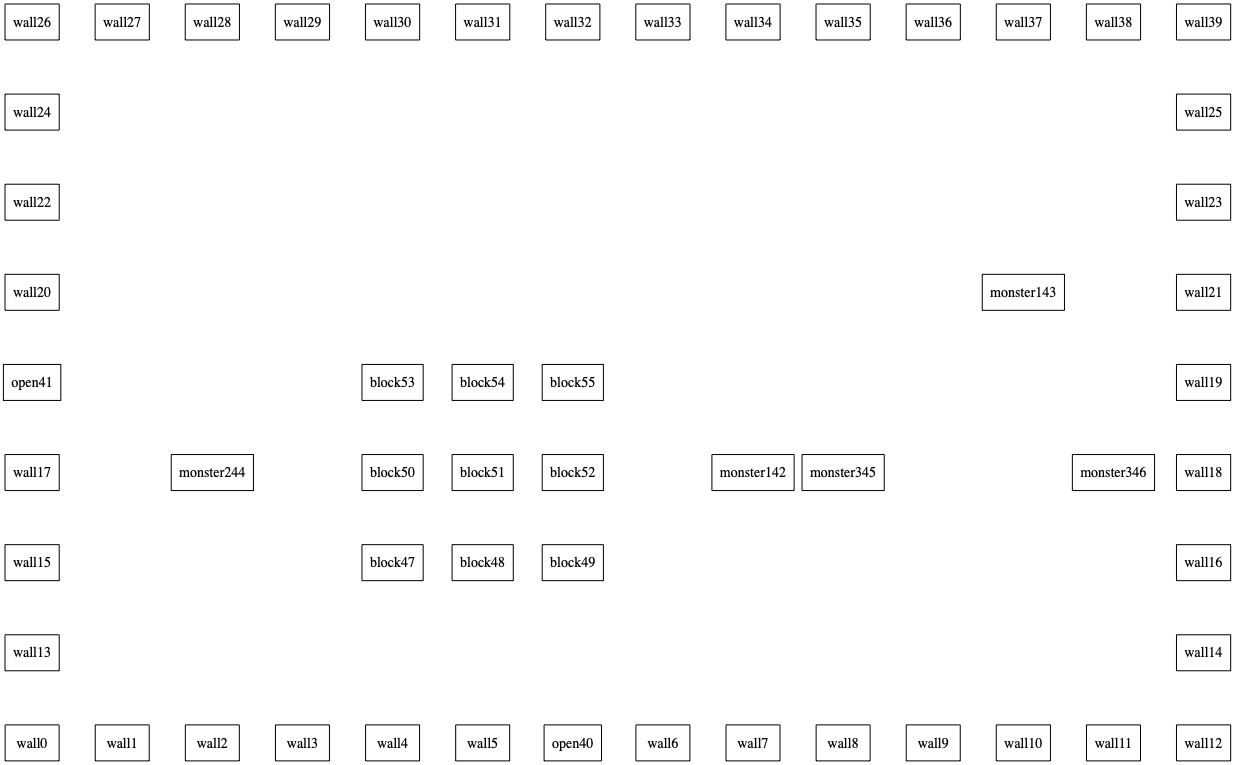 wall26 wall27 wall28 wall29 wall30 wall31 wall32 wall33 wall34 wall35 wall36 wall37 wall38 wall39
wall24 wall25
wall22 wall23
wall20 monster143 wall21
open41 block53 block54 block55 wall19
wall17 monster244 block50 block51 block52 monster142 monster345 monster346 wall18
wall15 block47 block48 block49 wall16
wall13 wall14
wall0 wall1 wall2 wall3 wall4 wall5 open40 wall6 wall7 wall8 wall9 wall10 wall11 wall12